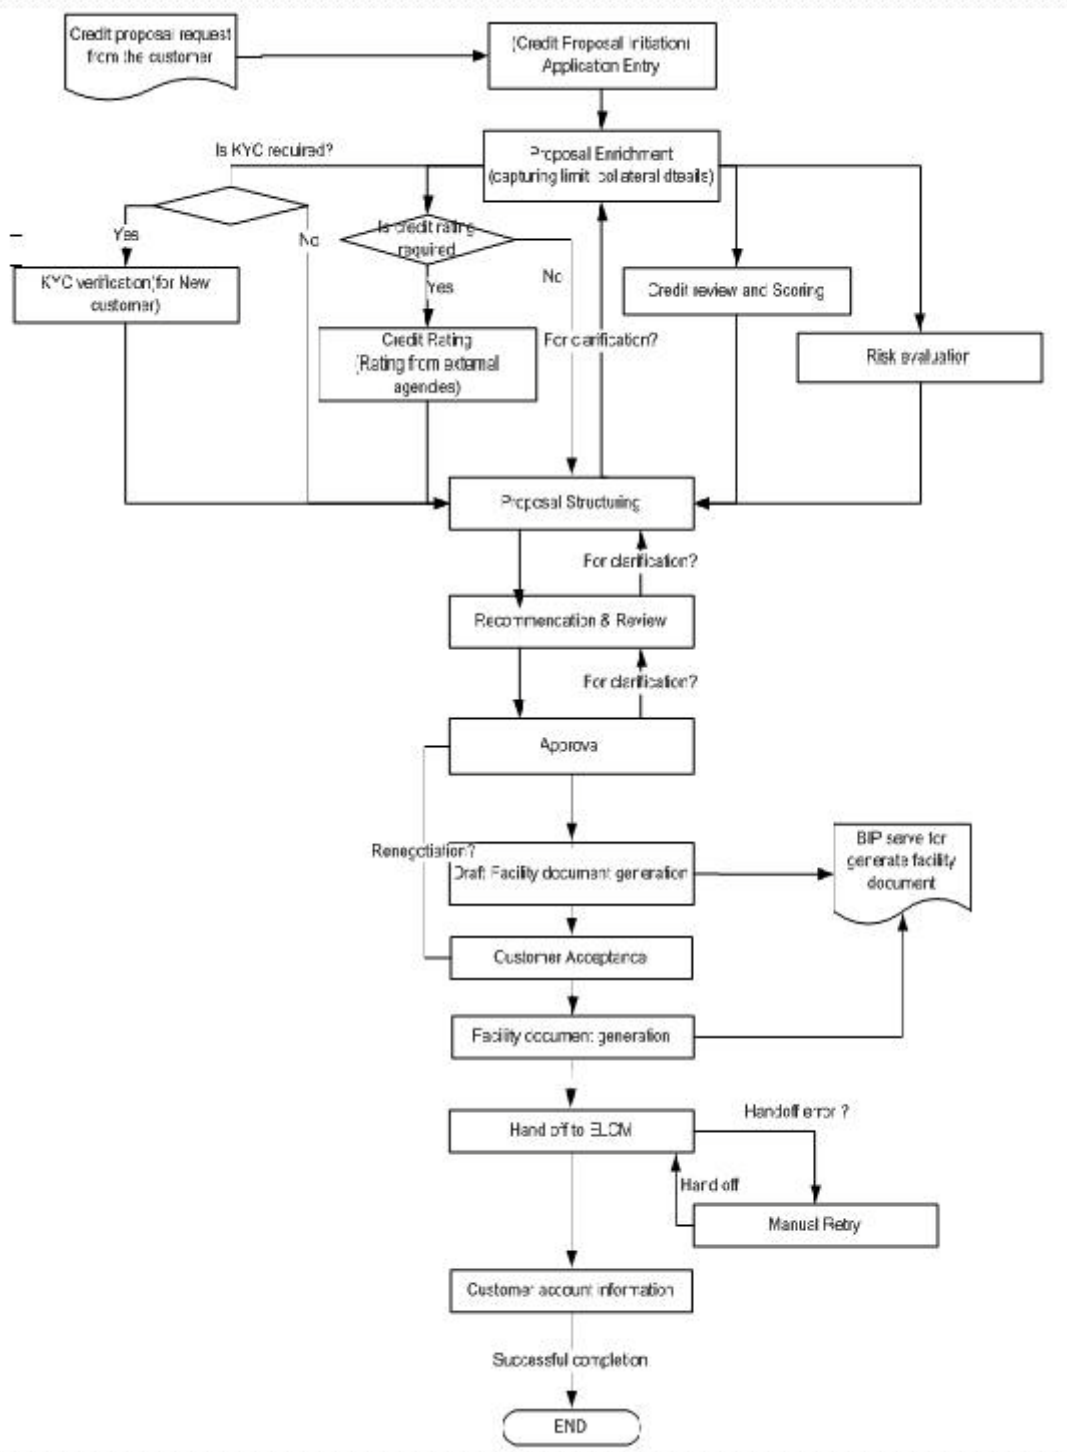 Credit proposal request
from the customer
(Credit Proposal Initiation)
Application Entry
Is KYC required?
Proposal Enrichment
(capturing limit collateral dteails)
Yes
No
Is credit rating
required
No
Yes
KYC verification(for New
customer)
Credit review and Scoring
Credit Rating
(Rating from external
agencies)
For clarification?
Risk evaluation
Proposal Structuring
For clarification?
Recommendation & Review
For clarification?
Approval
Renegotiation?
Draft Facility document generation
BIP serve for
generate facility
document
Customer Acceptance
Facility document generation
Hand off to ELCM
Handoff error ?
Hand off
Manual Retry
Customer account information
Successful completion
END